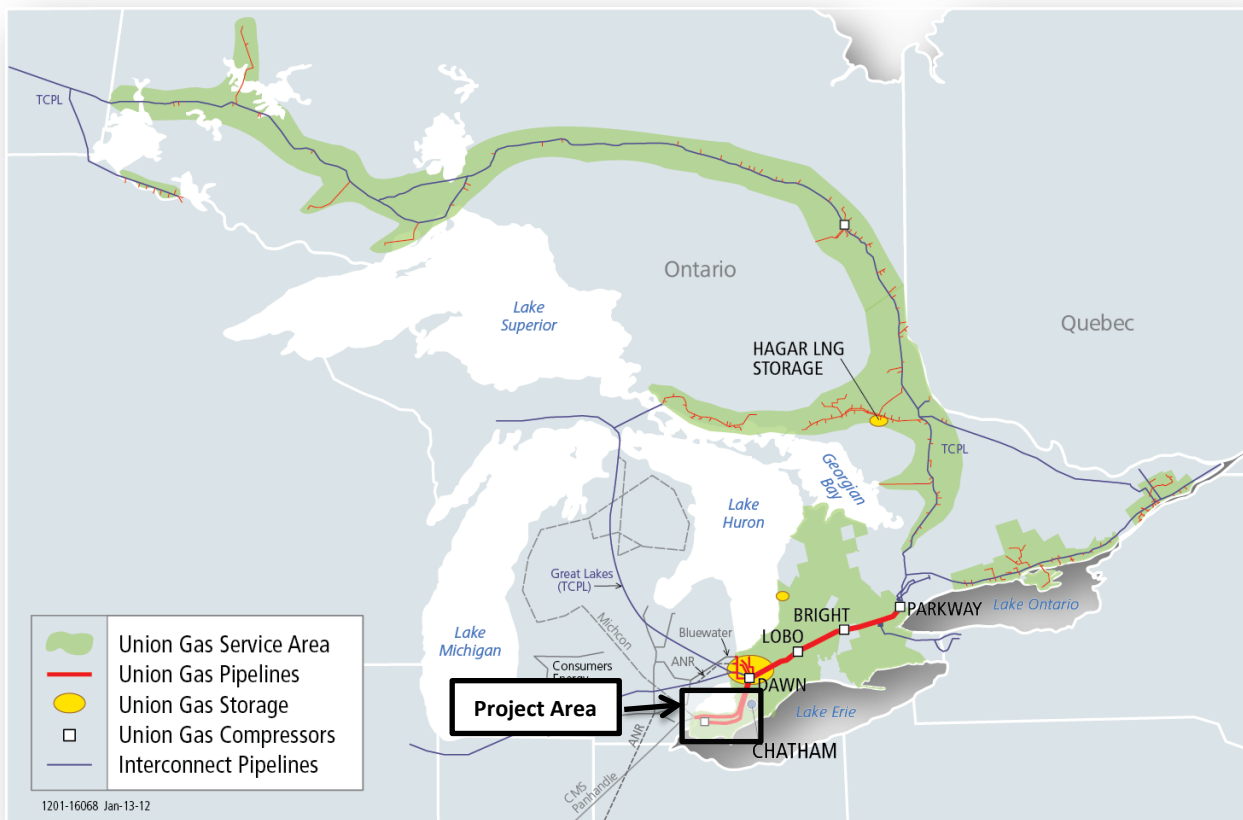 TCPL
Ontario
Quebec
Lake
Superior
HAGAR LNG
STORAGE
TCPL
Georgian
Bay
Lake
Huron
Great Lakes
(TCPL)
Lake
Michigan
Michcon
Bluewater
ANR
Consumers
Energy
BRIGHT
LOBO
PARKWAY
Lake Ontario
DAWN
Project Area
Lake Erie
CHATHAM
ANR
CMS
Panhandle
Union Gas Service Area
Union Gas Pipelines
Union Gas Storage
Union Gas Compressors
Interconnect Pipelines
1201-16068 Jan-13-12